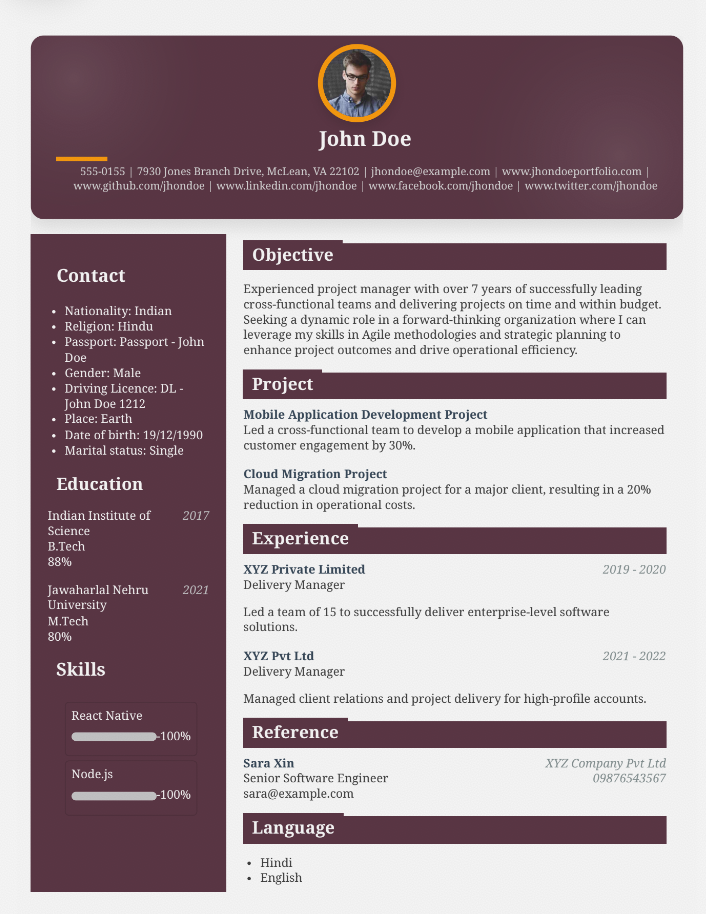 John Doe
555-0155 | 7930 Jones Branch Drive, McLean, VA 22102 | jhondoe@example.com | www.jhondoeportfolio.com |
www.github.com/jhondoe | www.linkedin.com/jhondoe | www.facebook.com/jhondoe | www.twitter.com/jhondoe
Contact
• Nationality: Indian
• Religion: Hindu
• Passport: Passport - John
Doe
• Gender: Male
• Driving Licence: DL -
John Doe 1212
• Place: Earth
• Date of birth: 19/12/1990
• Marital status: Single
Education
Indian Institute of 2017
Science
B.Tech
88%
Jawaharlal Nehru 2021
University
M.Tech
80%
Skills
React Native
100%
Node.js
100%
Objective
Experienced project manager with over 7 years of successfully leading
cross-functional teams and delivering projects on time and within budget.
Seeking a dynamic role in a forward-thinking organization where I can
leverage my skills in Agile methodologies and strategic planning to
enhance project outcomes and drive operational efficiency.
Project
Mobile Application Development Project
Led a cross-functional team to develop a mobile application that increased
customer engagement by 30%.
Cloud Migration Project
Managed a cloud migration project for a major client, resulting in a 20%
reduction in operational costs.
Experience
XYZ Private Limited 2019 - 2020
Delivery Manager
Led a team of 15 to successfully deliver enterprise-level software
solutions.
XYZ Pvt Ltd 2021 - 2022
Delivery Manager
Managed client relations and project delivery for high-profile accounts.
Reference
Sara Xin XYZ Company Pvt Ltd
Senior Software Engineer 09876543567
sara@example.com
Language
• Hindi
• English